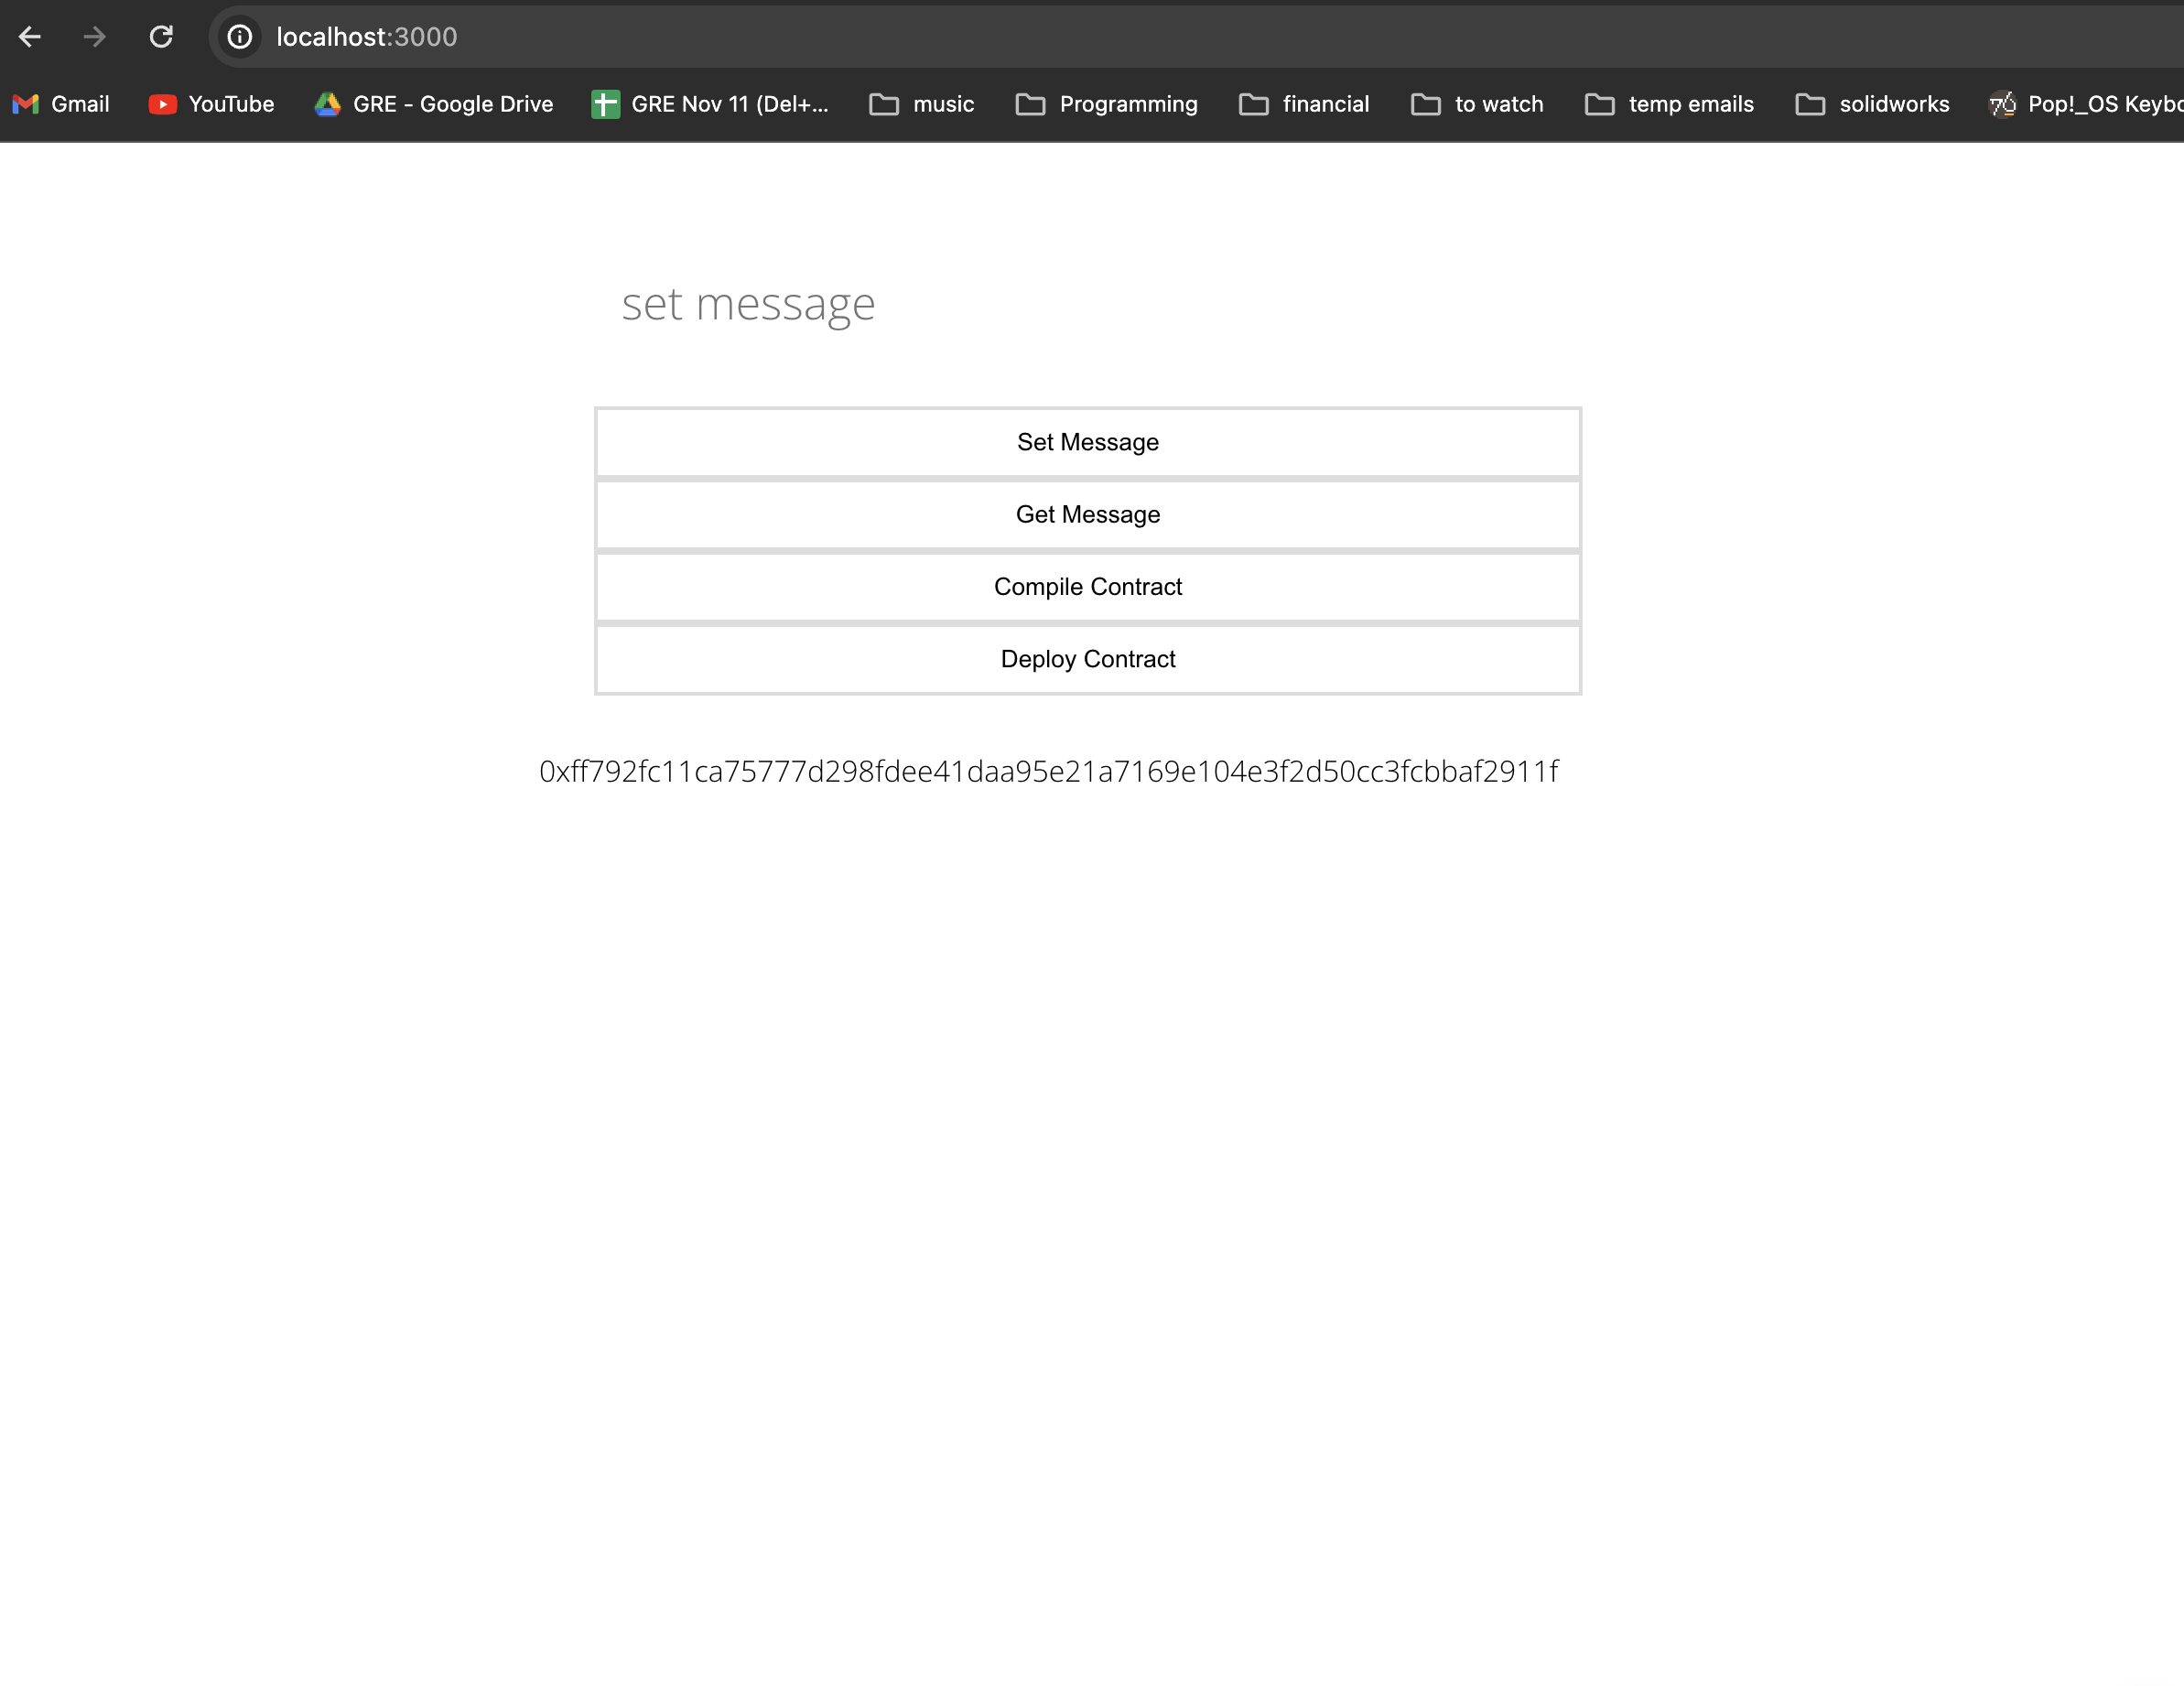 localhost:3000
Gmail YouTube GRE - Google Drive GRE Nov 11 (Del+... music Programming financial to watch temp emails solidworks Pop!_OS
set message
Set Message
Get Message
Compile Contract
Deploy Contract
0xff792fc11ca75777d298fdee41daa95e21a7169e104e3f2d50cc3fcbbaf2911f